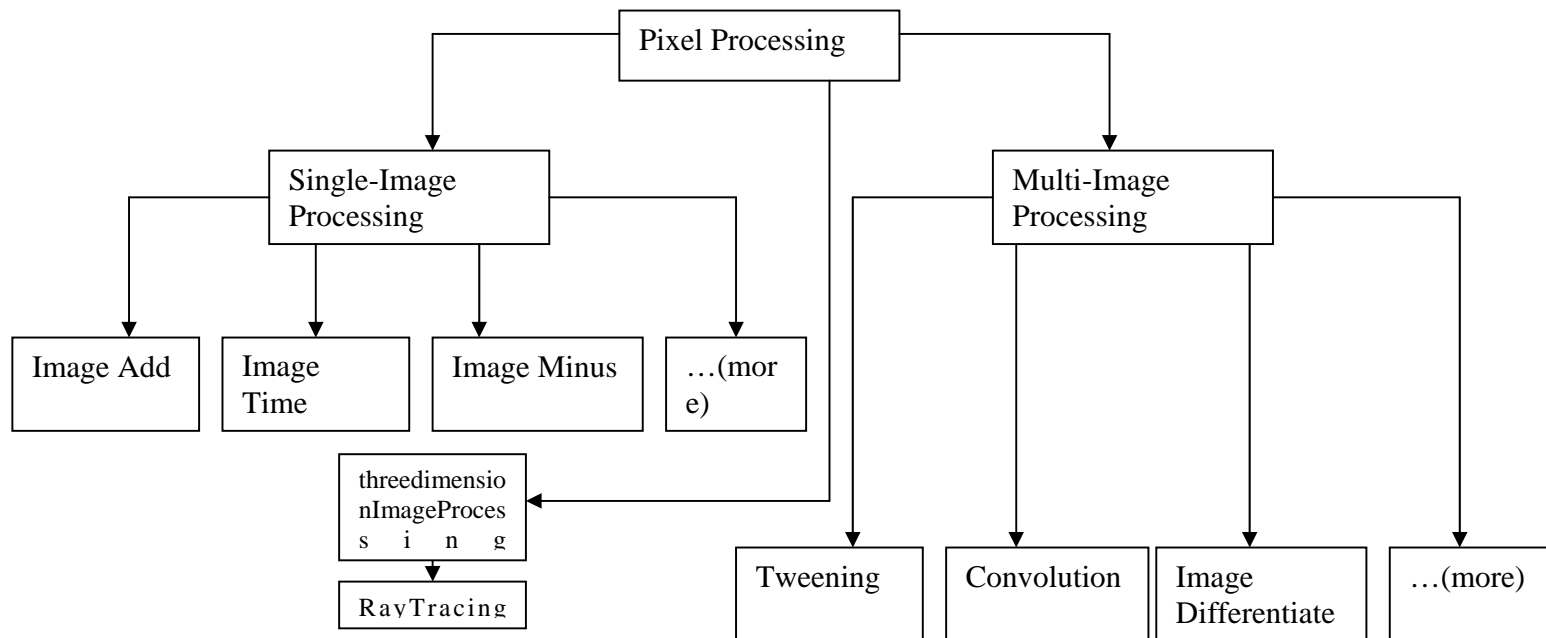 Pixel Processing
Single-Image
Processing
Multi-Image
Processing
Image Add
Image
Time
Image Minus
…(mor
e)
threedimensio
nImageProces
s i n g
RayTracing
Tweening
Convolution
Image
Differentiate
…(more)